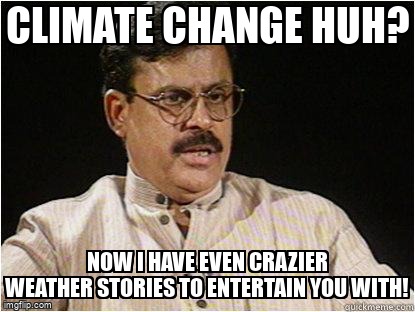 CLIMATE CHANGE HUH?
NOW I HAVE EVEN CRAZIER
WEATHER STORIES TO ENTERTAIN YOU WITH!
imgflip.com
quickmeme.com